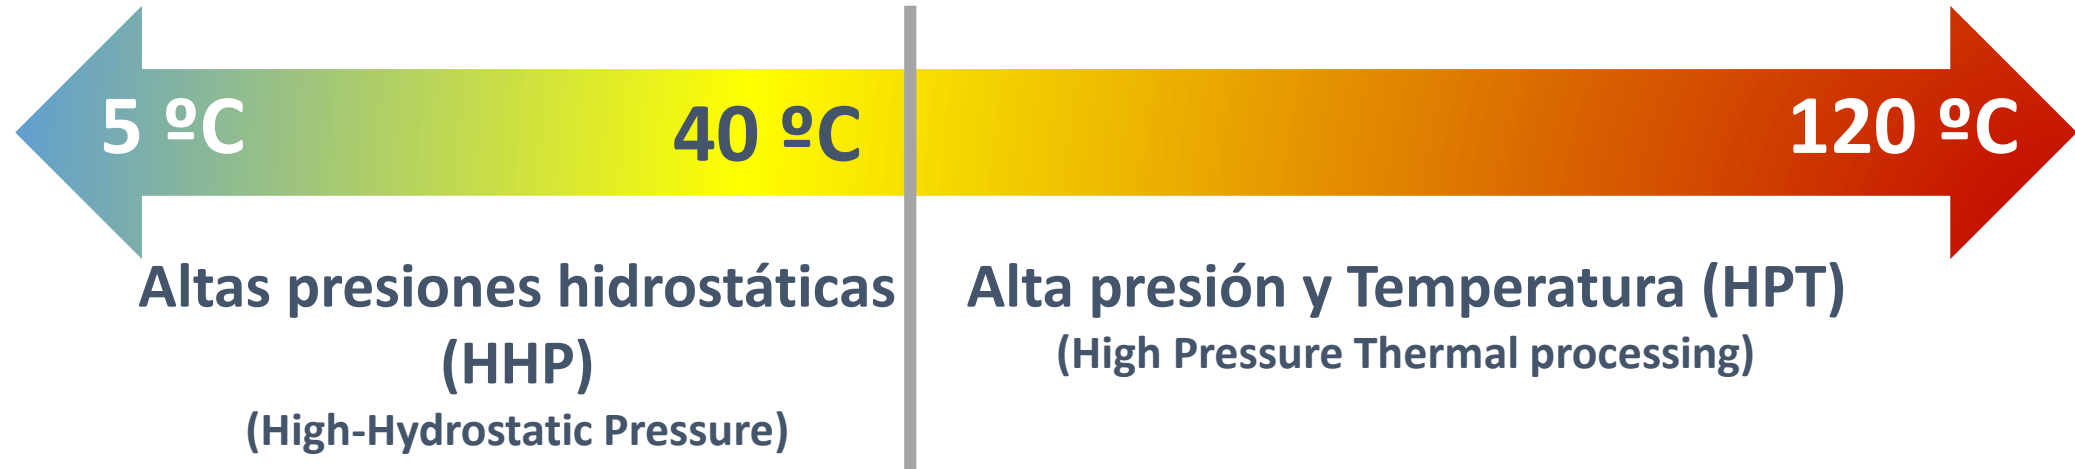 5 ºC
40 ºC
120 ºC
Altas presiones hidrostáticas
(HHP)
(High-Hydrostatic Pressure)
Alta presión y Temperatura (HPT)
(High Pressure Thermal processing)